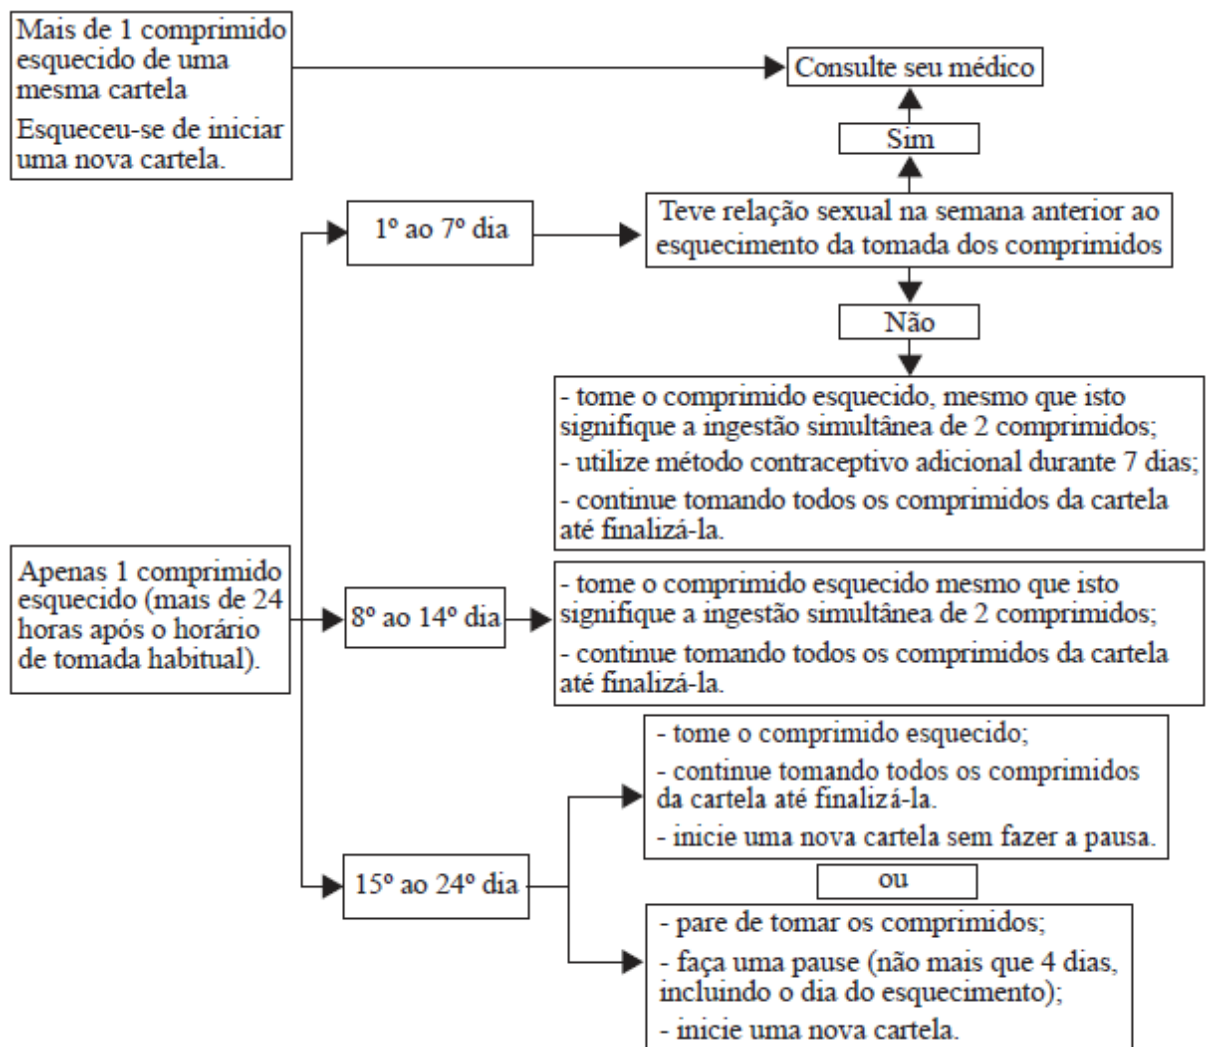 Mais de 1 comprimido
esquecido de uma
mesma cartela
Esqueceu-se de iniciar
uma nova cartela.
Consulte seu médico
Sim
1º ao 7º dia
Teve relação sexual na semana anterior ao
esquecimento da tomada dos comprimidos
Não
- tome o comprimido esquecido, mesmo que isto
signifique a ingestão simultânea de 2 comprimidos;
- utilize método contraceptivo adicional durante 7 dias;
- continue tomando todos os comprimidos da cartela
até finalizá-la.
Apenas 1 comprimido
esquecido (mais de 24
horas após o horário
de tomada habitual).
8º ao 14º dia
- tome o comprimido esquecido mesmo que isto
signifique a ingestão simultânea de 2 comprimidos;
- continue tomando todos os comprimidos da cartela
até finalizá-la.
15º ao 24º dia
- tome o comprimido esquecido;
- continue tomando todos os comprimidos
da cartela até finalizá-la.
- inicie uma nova cartela sem fazer a pausa.
ou
- pare de tomar os comprimidos;
- faça uma pause (não mais que 4 dias,
incluindo o dia do esquecimento);
- inicie uma nova cartela.